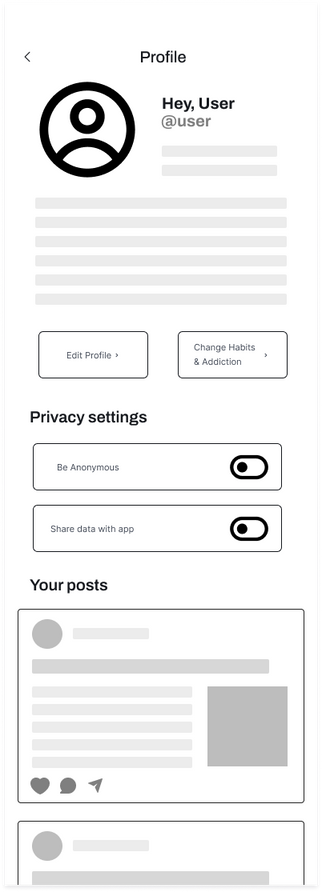 Profile
Hey, User
@user
Edit Profile ›
Change Habits ›
& Addiction
Privacy settings
Be Anonymous
Share data with app
Your posts